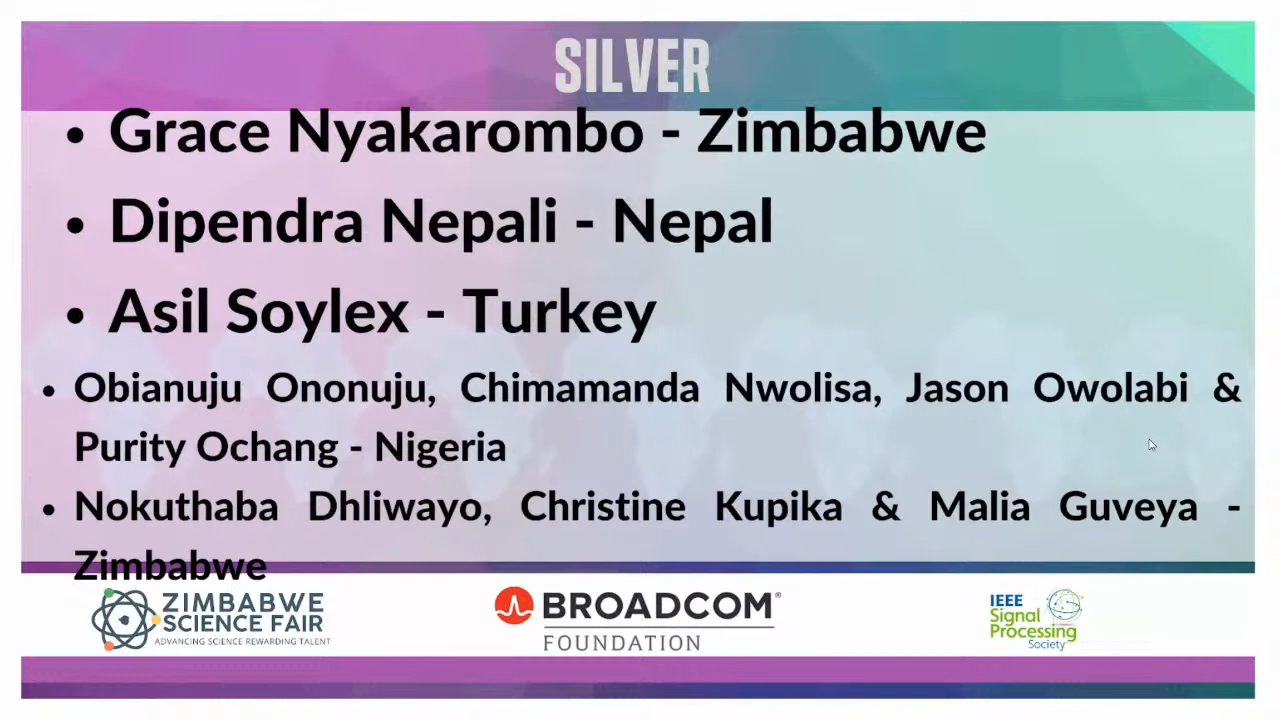 SILVER
• Grace Nyakarombo - Zimbabwe
• Dipendra Nepali - Nepal
• Asil Soylex - Turkey
• Obianuju Ononuju, Chimamanda Nwolisa, Jason Owolabi &
Purity Ochang - Nigeria
• Nokuthaba Dhliwayo, Christine Kupika & Malia Guveya -
Zimbabwe
ZIMBABWE
SCIENCE FAIR
ADVANCING SCIENCE REWARDING TALENT
BROADCOM®
FOUNDATION
IEEE
Signal
Processing
Society